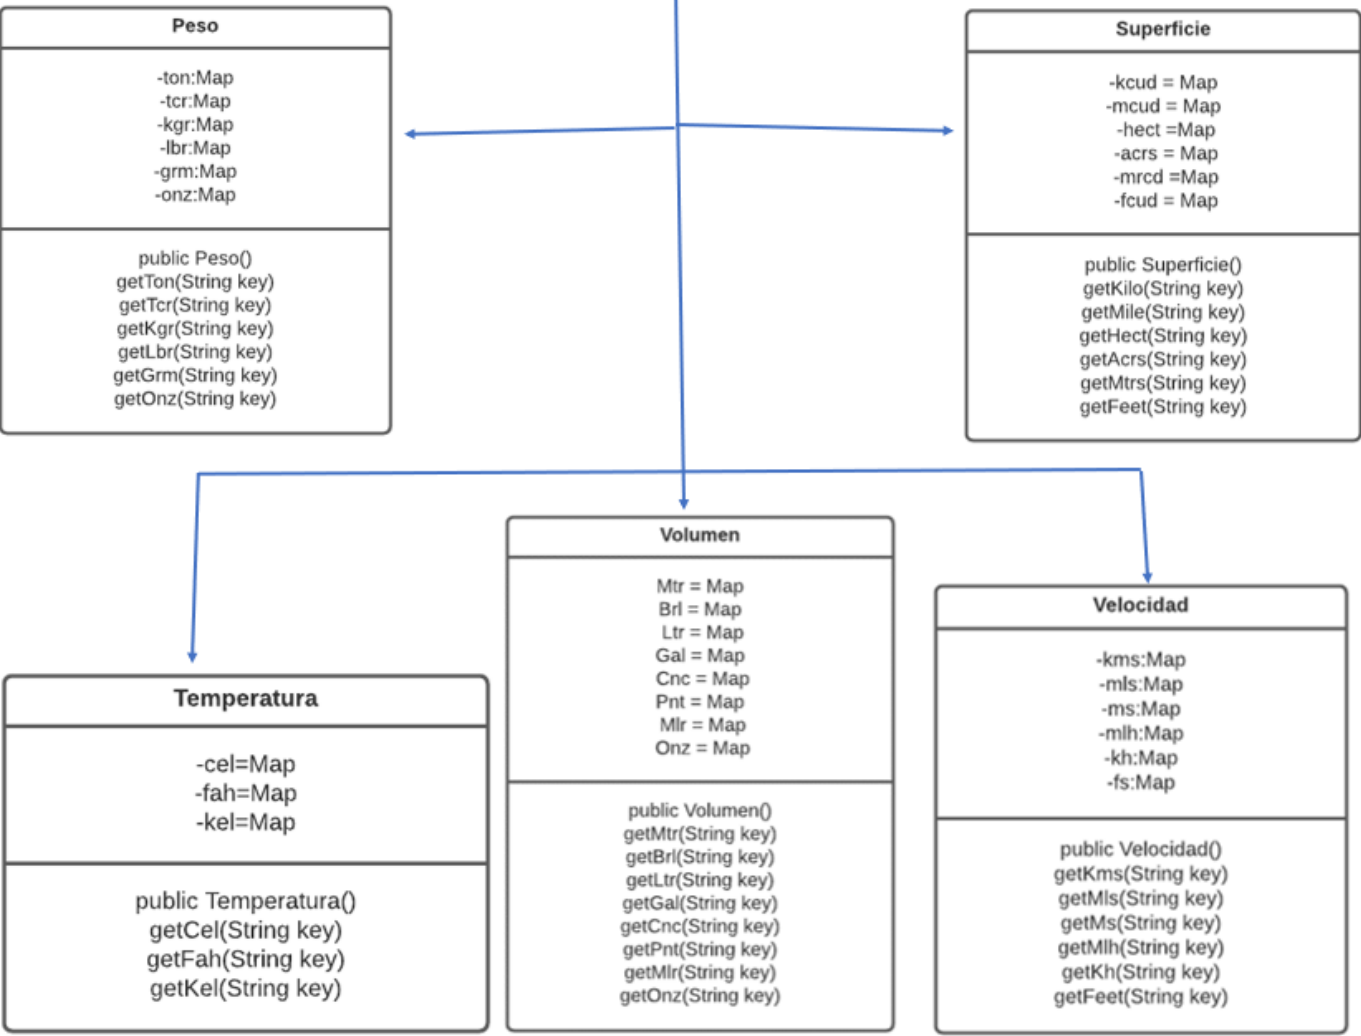 Peso
-ton:Map
-tcr:Map
-kgr:Map
-lbr:Map
-grm:Map
-onz:Map
public Peso()
getTon(String key)
getTcr(String key)
getKgr(String key)
getLbr(String key)
getGrm(String key)
getOnz(String key)
Superficie
-kcud = Map
-mcud = Map
-hect =Map
-acrs = Map
-mrcd =Map
-fcud = Map
public Superficie()
getKilo(String key)
getMile(String key)
getHect(String key)
getAcrs(String key)
getMtrs(String key)
getFeet(String key)
Temperatura
-cel=Map
-fah=Map
-kel=Map
public Temperatura()
getCel(String key)
getFah(String key)
getKel(String key)
Volumen
Mtr = Map
Brl = Map
Ltr = Map
Gal = Map
Cnc = Map
Pnt = Map
Mlr = Map
Onz = Map
public Volumen()
getMtr(String key)
getBrl(String key)
getLtr(String key)
getGal(String key)
getCnc(String key)
getPnt(String key)
getMlr(String key)
getOnz(String key)
Velocidad
-kms:Map
-mls:Map
-ms:Map
-mlh:Map
-kh:Map
-fs:Map
public Velocidad()
getKms(String key)
getMls(String key)
getMs(String key)
getMlh(String key)
getKh(String key)
getFeet(String key)